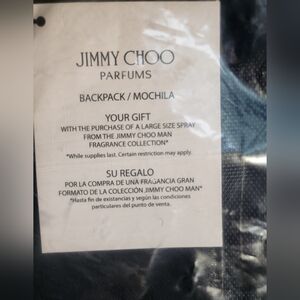 JIMMY CHOO
PARFUMS
BACKPACK / MOCHILA
YOUR GIFT
WITH THE PURCHASE OF A LARGE SIZE SPRAY
FROM THE JIMMY CHOO MAN
FRAGRANCE COLLECTION*
*While supplies last. Certain restriction may apply.
SU REGALO
POR LA COMPRA DE UNA FRAGANCIA GRAN
FORMATO DE LA COLECCIÓN JIMMY CHOO MAN*
*Hasta fin de existancias y según las condiciones
particulares del punto de venta.